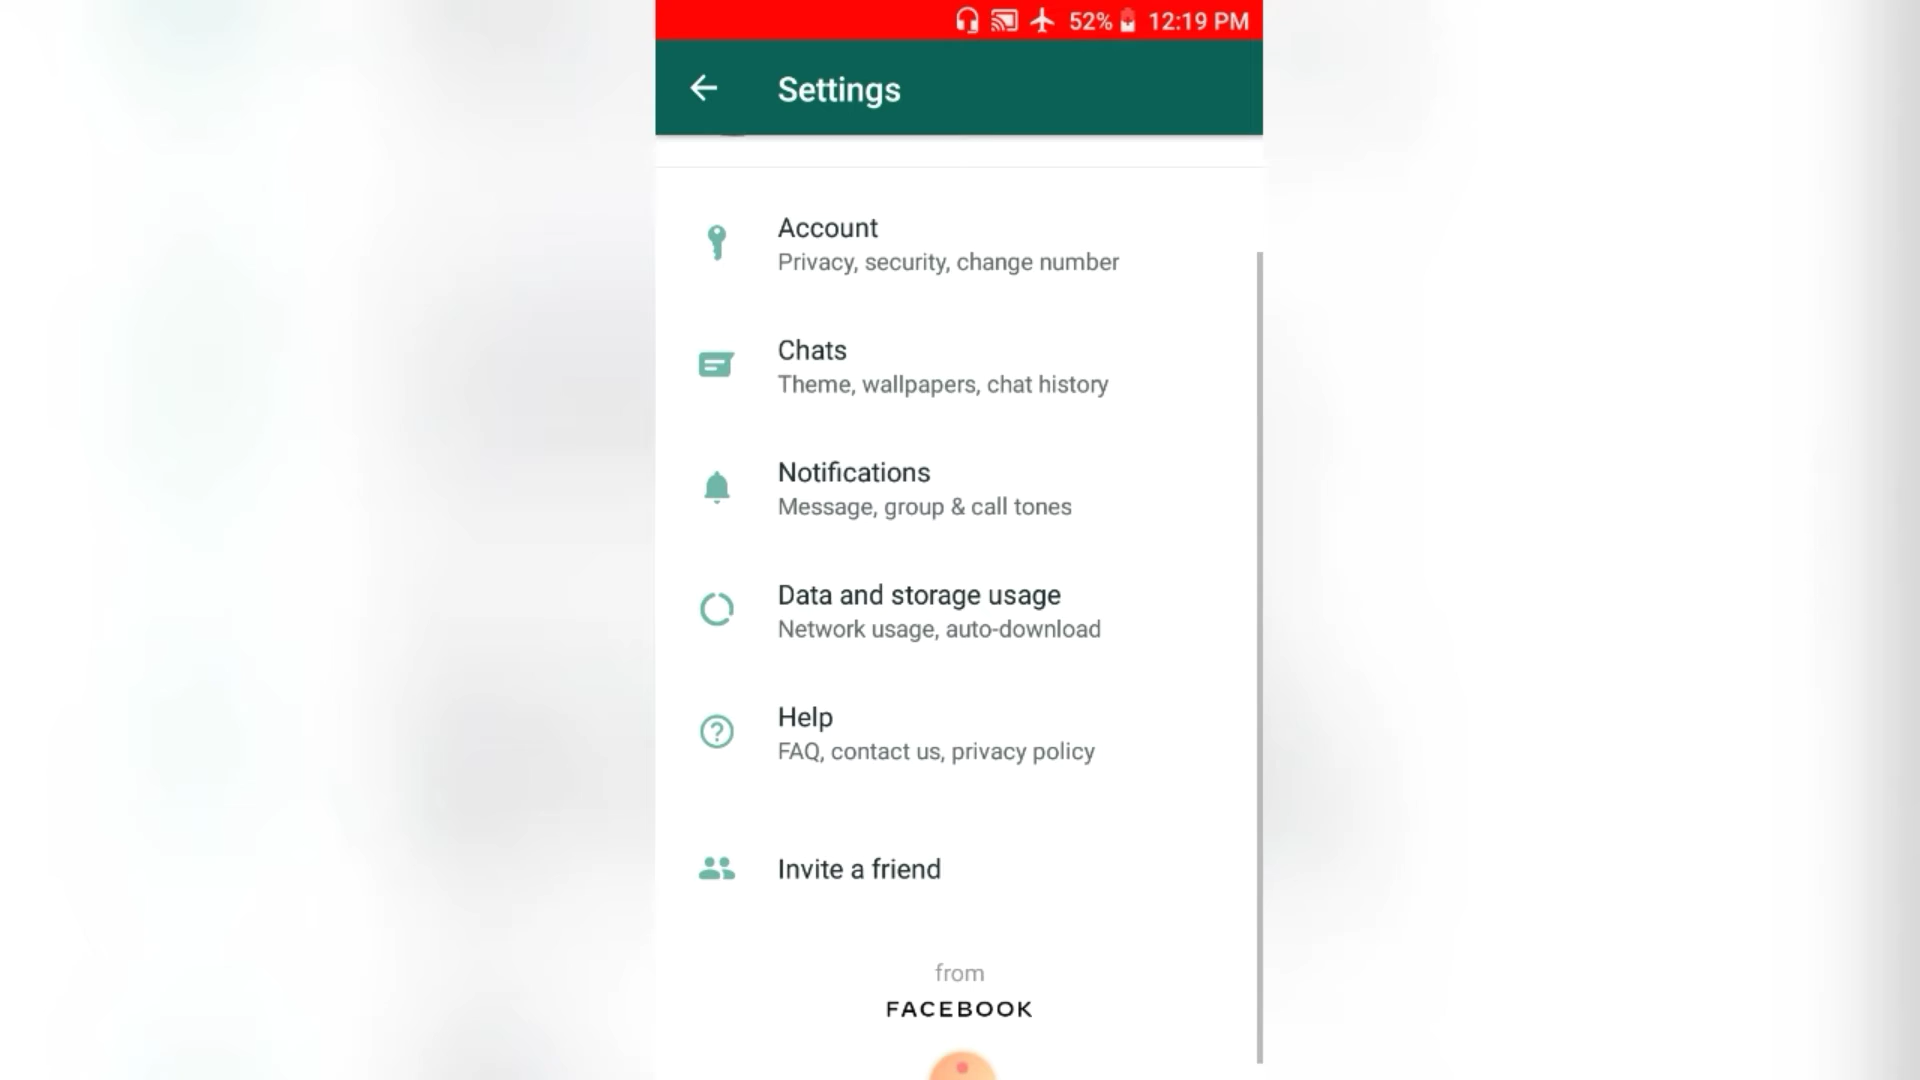 52% 12:19 PM
Settings
Account
Privacy, security, change number
Chats
Theme, wallpapers, chat history
Notifications
Message, group & call tones
Data and storage usage
Network usage, auto-download
Help
FAQ, contact us, privacy policy
Invite a friend
from
FACEBOOK